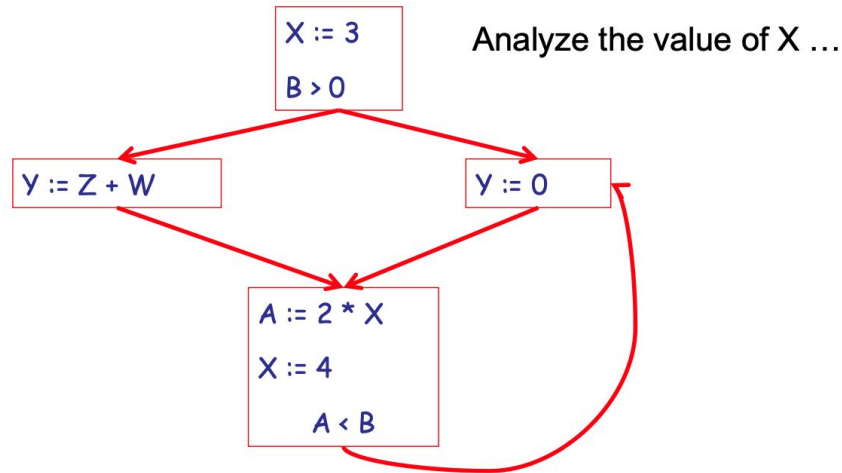 X := 3
Analyze the value of X …
B > 0
Y := Z + W
Y := 0
A := 2 * X
X := 4
A < B